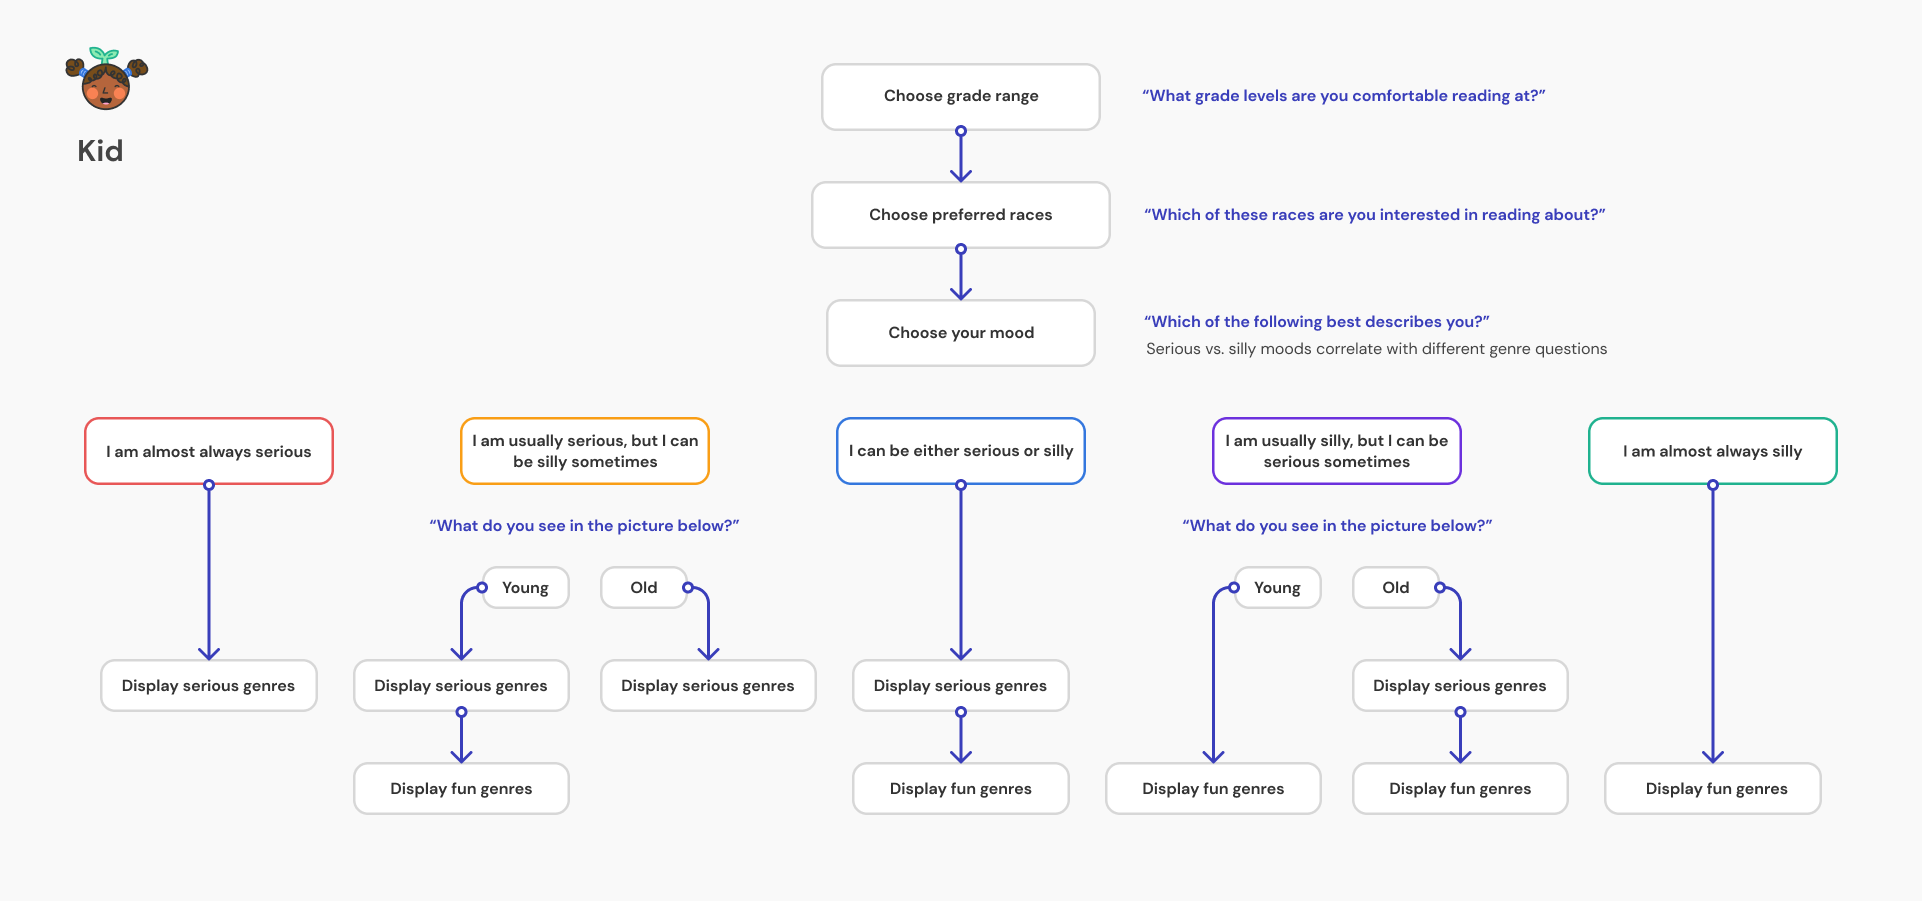 Kid
Choose grade range
“What grade levels are you comfortable reading at?”
Choose preferred races
“Which of these races are you interested in reading about?”
Choose your mood
“Which of the following best describes you?”
Serious vs. silly moods correlate with different genre questions
I am almost always serious
I am usually serious, but I can
be silly sometimes
I can be either serious or silly
I am usually silly, but I can be
serious sometimes
I am almost always silly
“What do you see in the picture below?”
“What do you see in the picture below?”
Young
Old
Young
Old
Display serious genres
Display serious genres
Display serious genres
Display serious genres
Display serious genres
Display fun genres
Display fun genres
Display fun genres
Display fun genres
Display fun genres